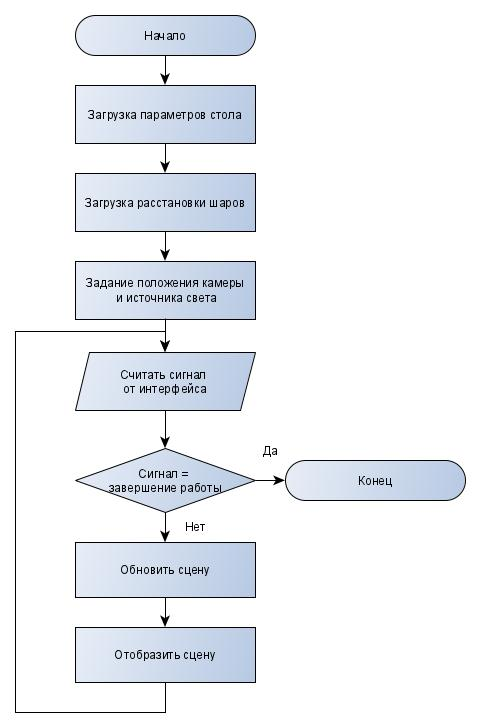 Начало
Загрузка параметров стола
Загрузка расстановки шаров
Задание положения камеры
и источника света
Считать сигнал
от интерфейса
Сигнал =
завершение работы
Да
Конец
Нет
Обновить сцену
Отобразить сцену